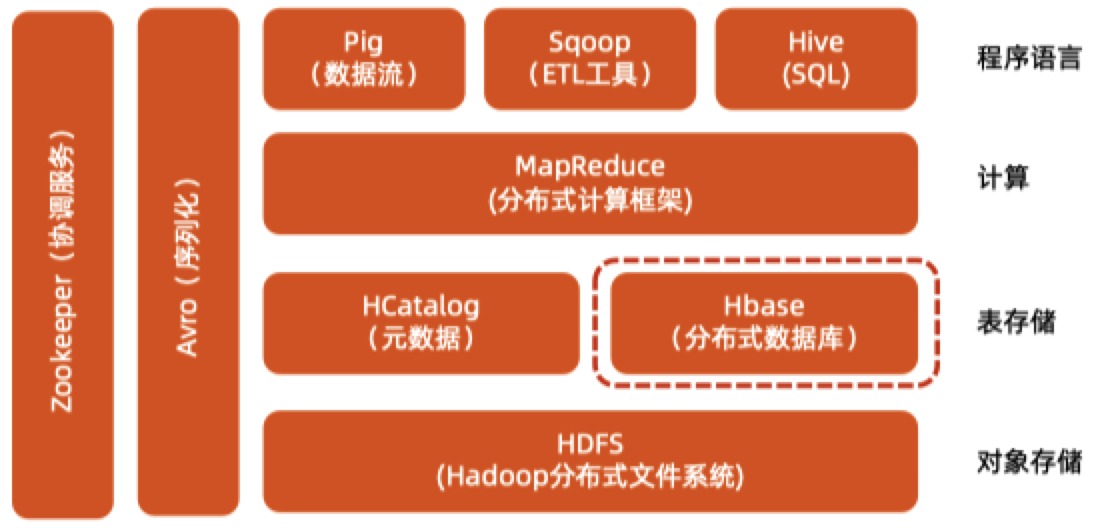 Zookeeper（协调服务）
Avro（序列化）
Pig
（数据流）
Sqoop
（ETL工具）
Hive
(SQL)
程序语言
MapReduce
(分布式计算框架)
计算
HCatalog
（元数据）
Hbase
（分布式数据库）
表存储
HDFS
(Hadoop分布式文件系统)
对象存储